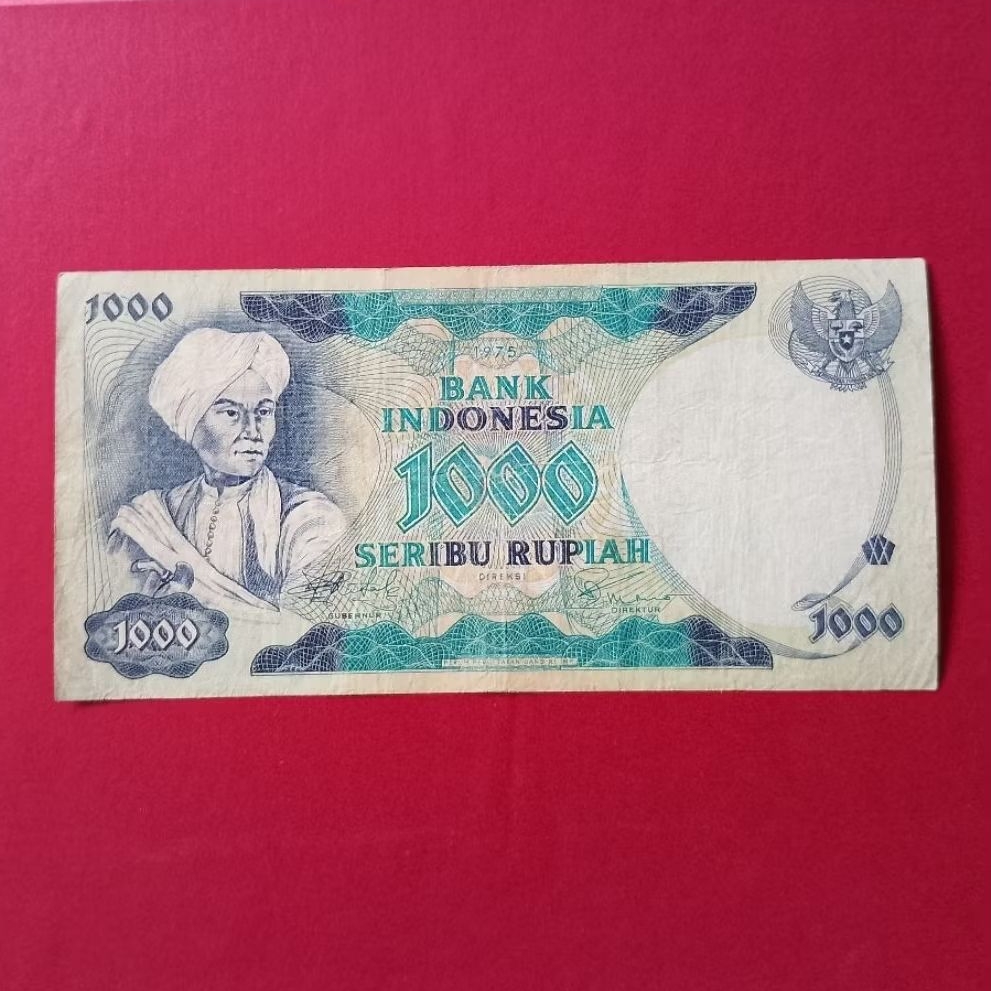 1000
1975
BANK
INDONESIA
1000
SERIBU RUPIAH
DIREKSI
GUBERNUR
DIREKTUR
1000
1000